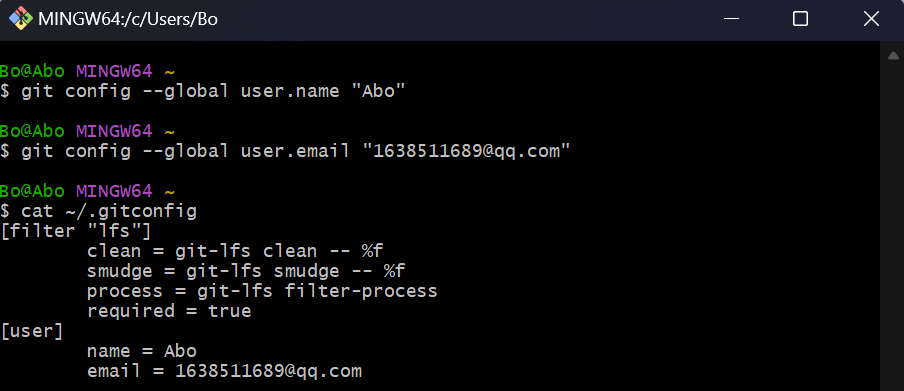 MINGW64:/c/Users/Bo
Bo@Abo MINGW64 ~
$ git config --global user.name "Abo"
Bo@Abo MINGW64 ~
$ git config --global user.email "1638511689@qq.com"
Bo@Abo MINGW64 ~
$ cat ~/.gitconfig
[filter "lfs"]
        clean = git-lfs clean -- %f
        smudge = git-lfs smudge -- %f
        process = git-lfs filter-process
        required = true
[user]
        name = Abo
        email = 1638511689@qq.com